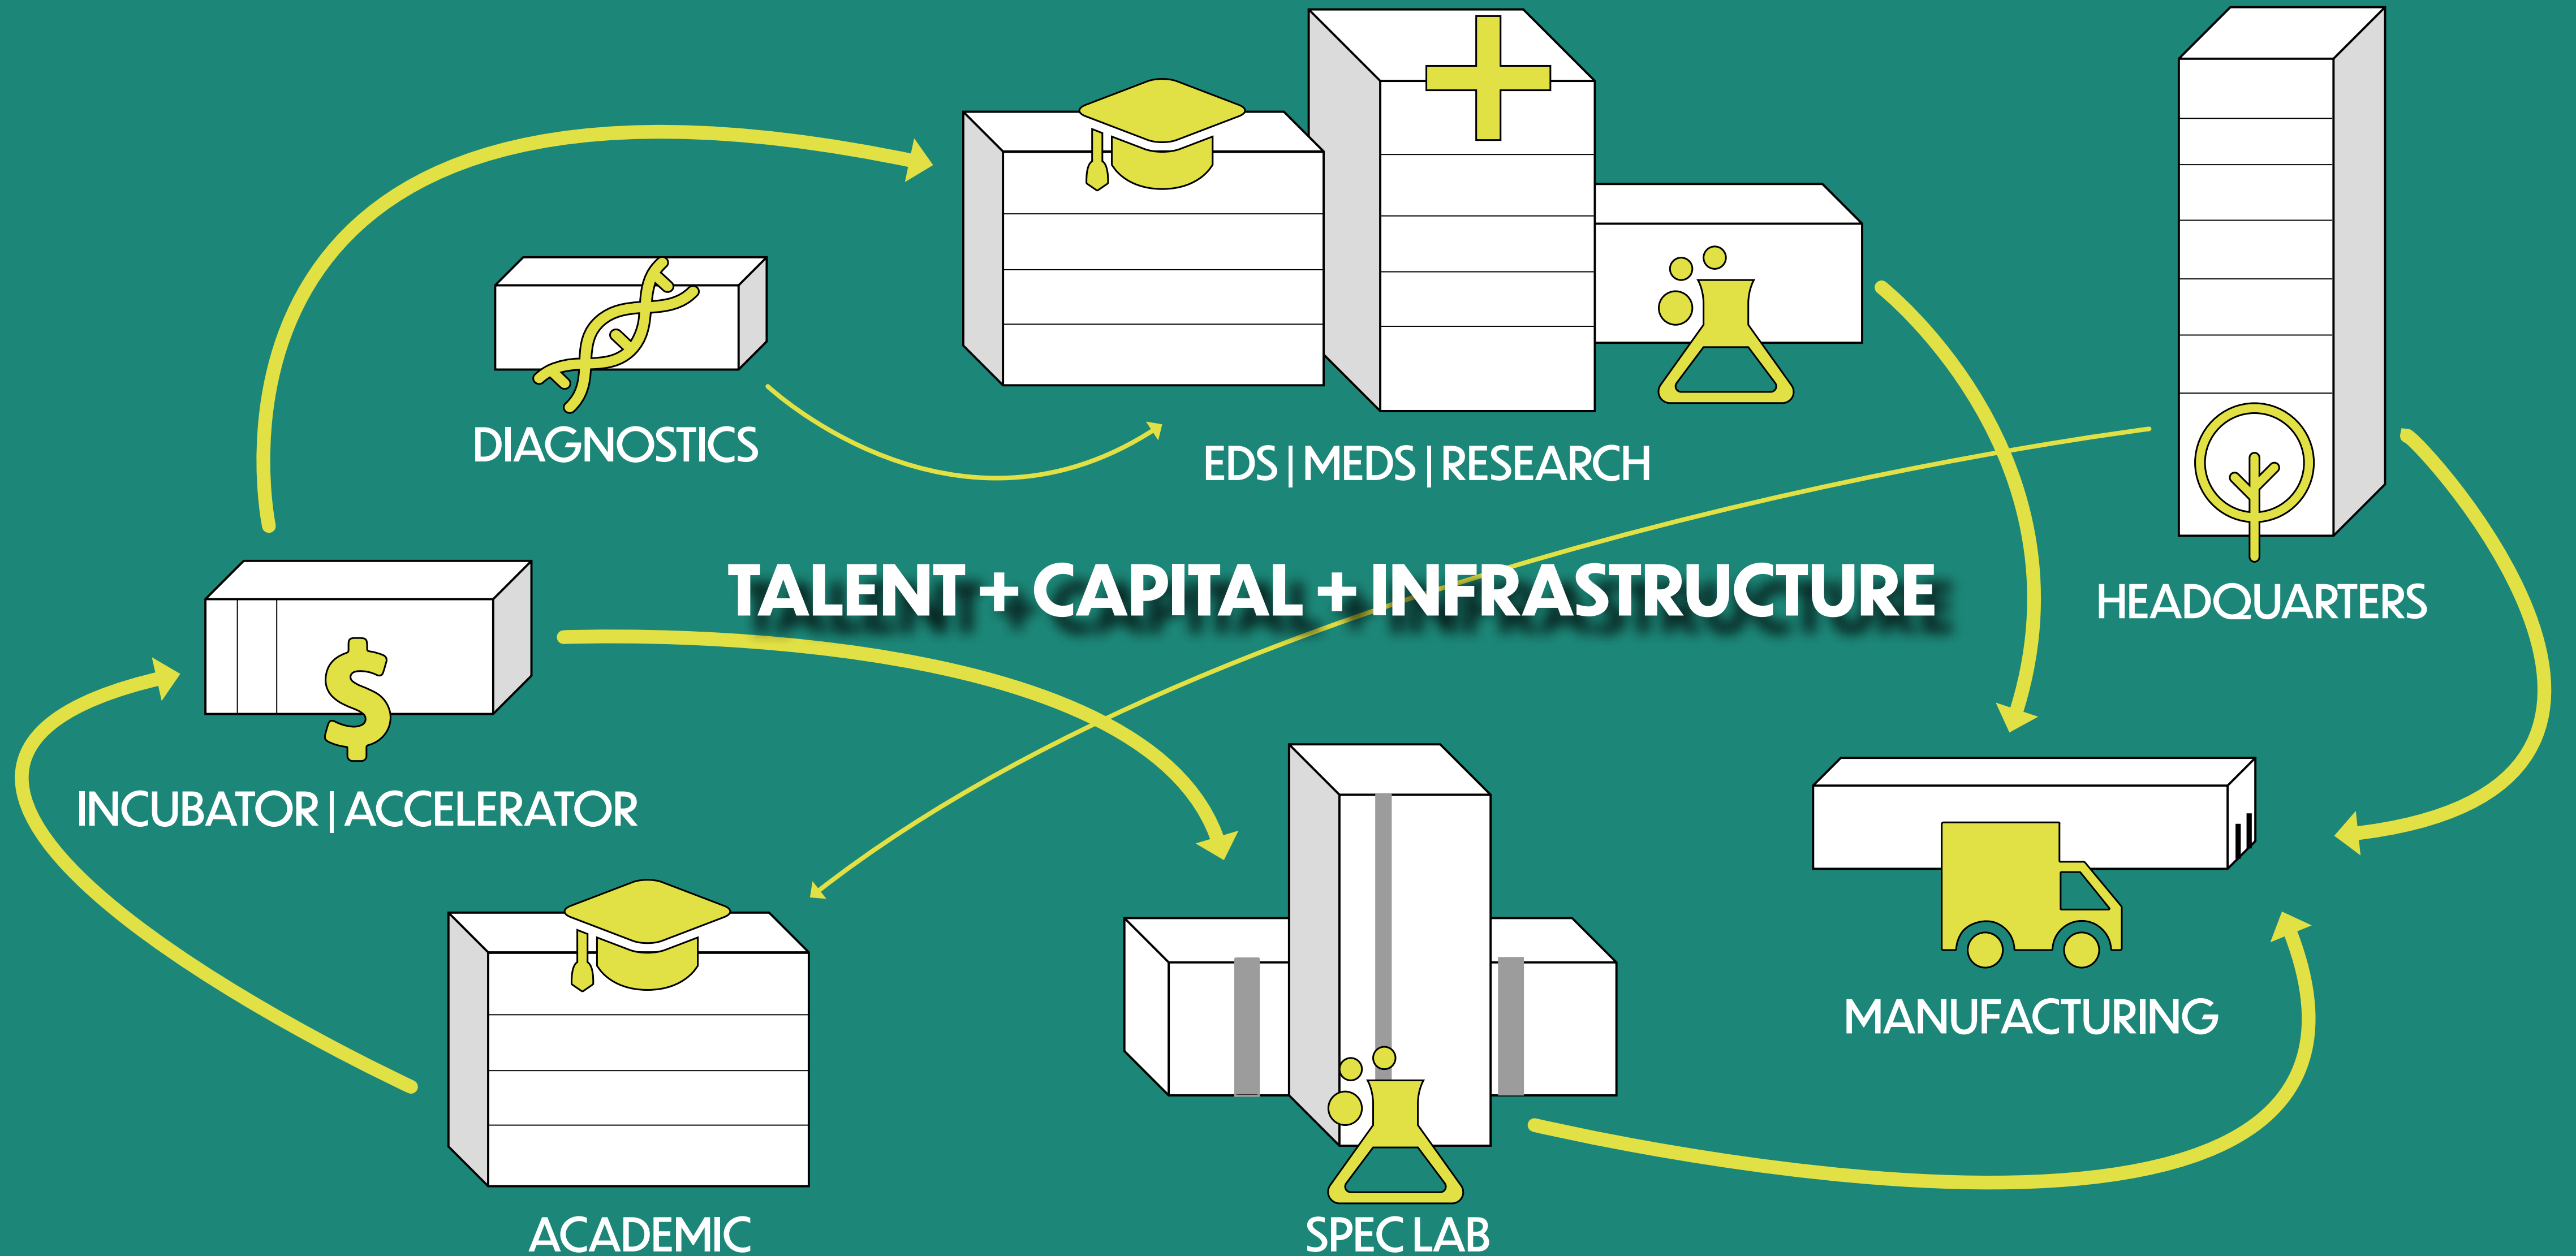 DIAGNOSTICS
EDS | MEDS | RESEARCH
TALENT + CAPITAL + INFRASTRUCTURE
HEADQUARTERS
$
INCUBATOR | ACCELERATOR
MANUFACTURING
ACADEMIC
SPEC LAB